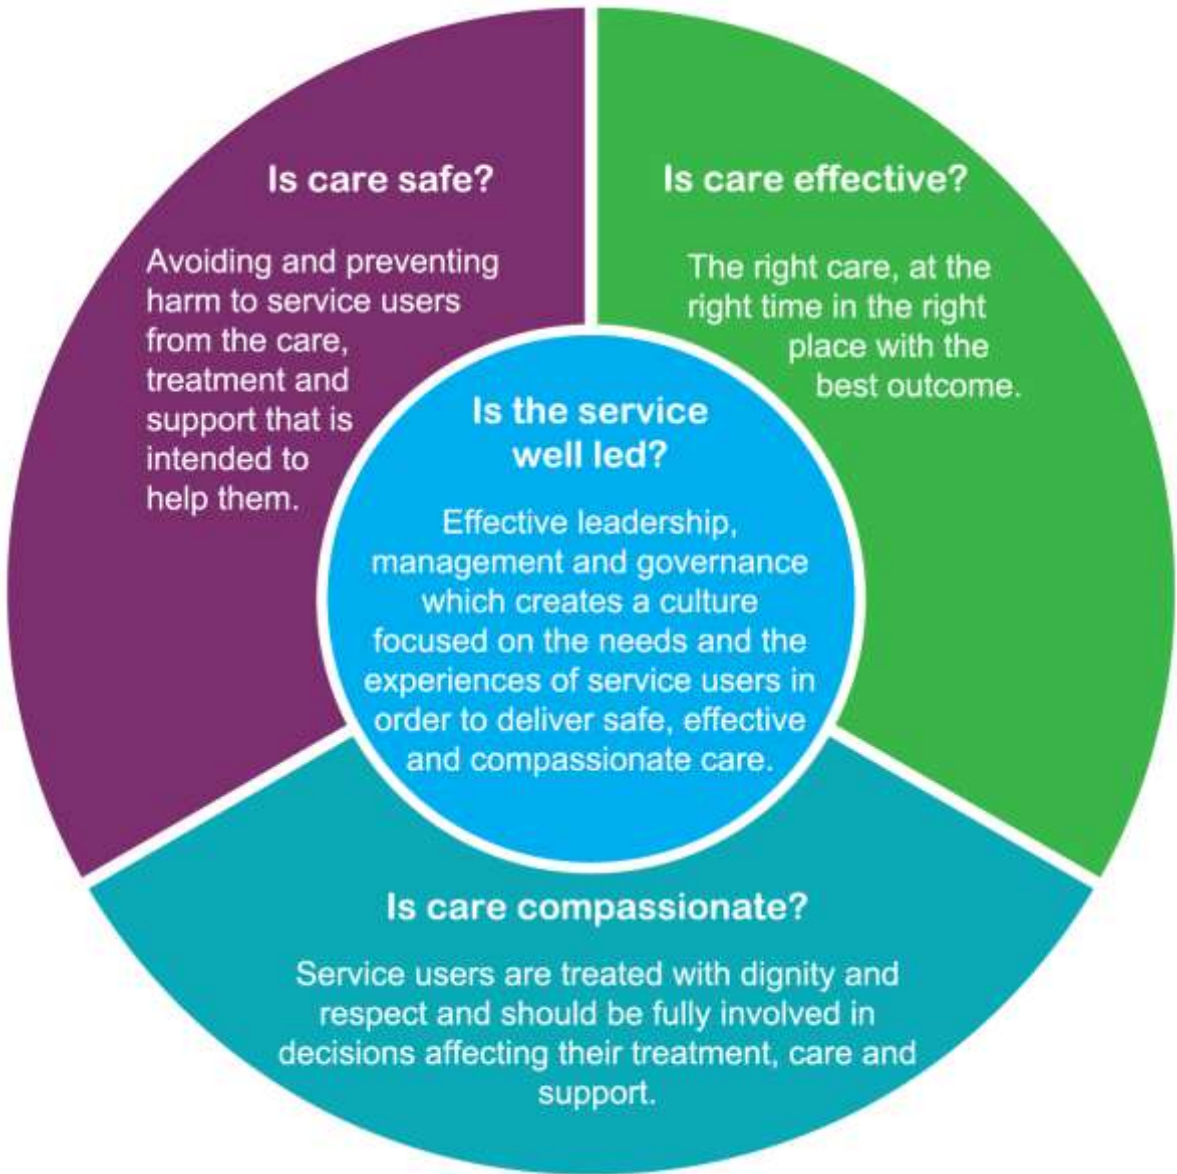 Is care safe?
Avoiding and preventing
harm to service users
from the care,
treatment and
support that is
intended to
help them.
Is care effective?
The right care, at the
right time in the right
place with the
best outcome.
Is the service
well led?
Effective leadership,
management and governance
which creates a culture
focused on the needs and the
experiences of service users in
order to deliver safe, effective
and compassionate care.
Is care compassionate?
Service users are treated with dignity and
respect and should be fully involved in
decisions affecting their treatment, care and
support.